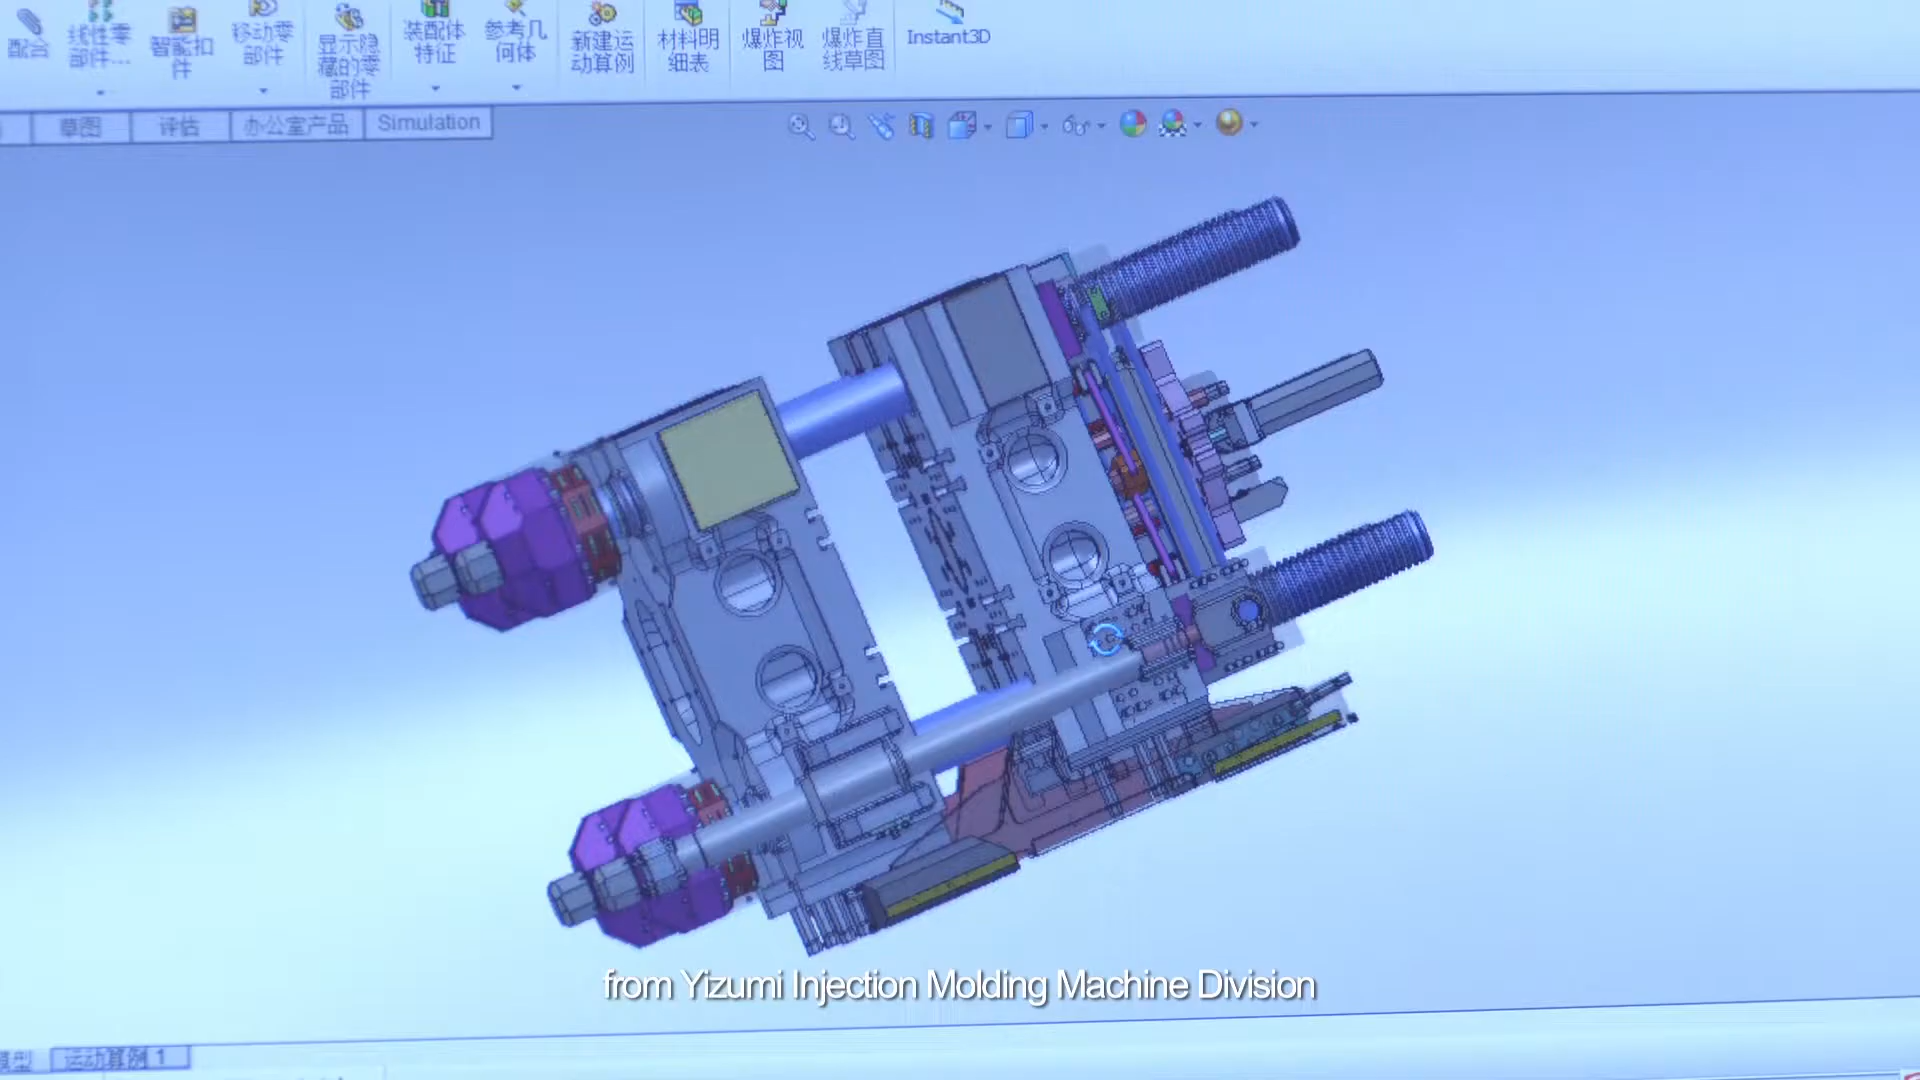 配合
线性零
部件...
智能扣
件
移动零
部件
显示隐
藏的零
部件
装配体
特征
参考几
何体
新建运
动算例
材料明
细表
爆炸视
图
爆炸直
线草图
Instant3D
草图
评估
办公室产品
Simulation
from Yizumi Injection Molding Machine Division
模型
运动算例 1